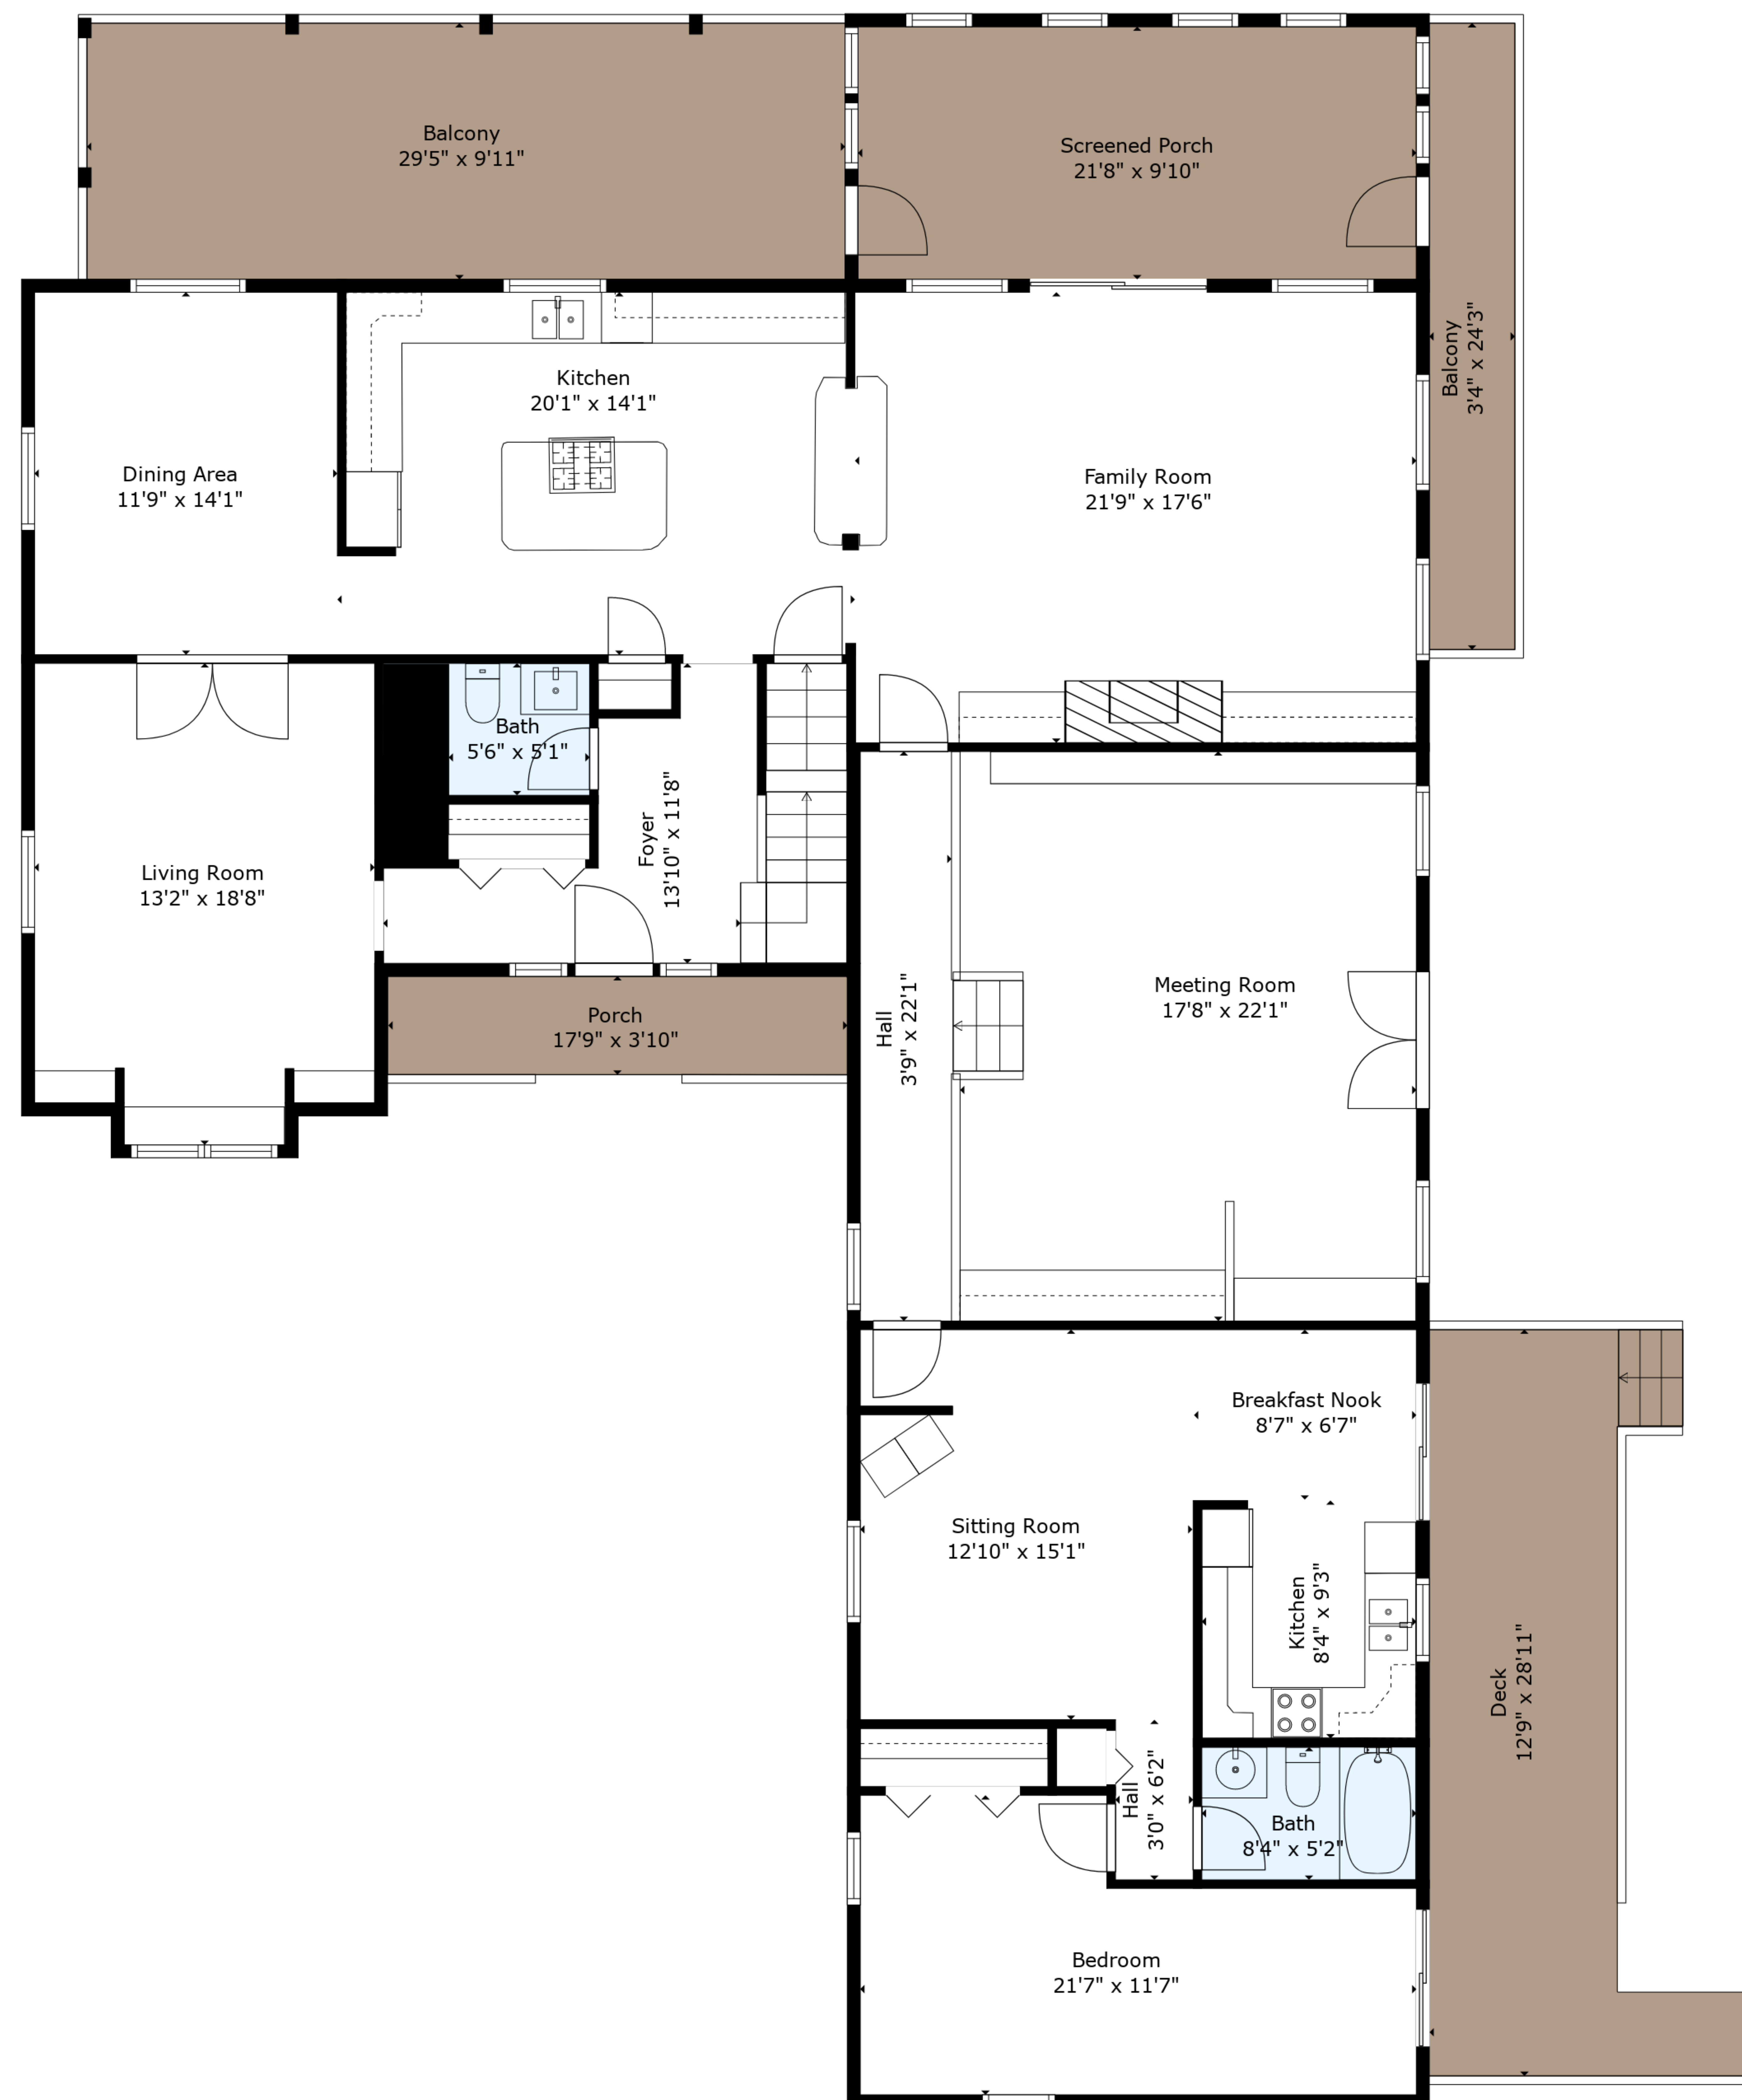 Balcony
29'5" x 9'11"
Screened Porch
21'8" x 9'10"
Balcony
3'4" x 24'3"
Kitchen
20'1" x 14'1"
Dining Area
11'9" x 14'1"
Family Room
21'9" x 17'6"
Bath
5'6" x 5'1"
Foyer
13'10" x 11'8"
Living Room
13'2" x 18'8"
Porch
17'9" x 3'10"
Hall
3'9" x 22'1"
Meeting Room
17'8" x 22'1"
Breakfast Nook
8'7" x 6'7"
Sitting Room
12'10" x 15'1"
Kitchen
8'4" x 9'3"
Deck
12'9" x 28'11"
Hall
3'0" x 6'2"
Bath
8'4" x 5'2"
Bedroom
21'7" x 11'7"